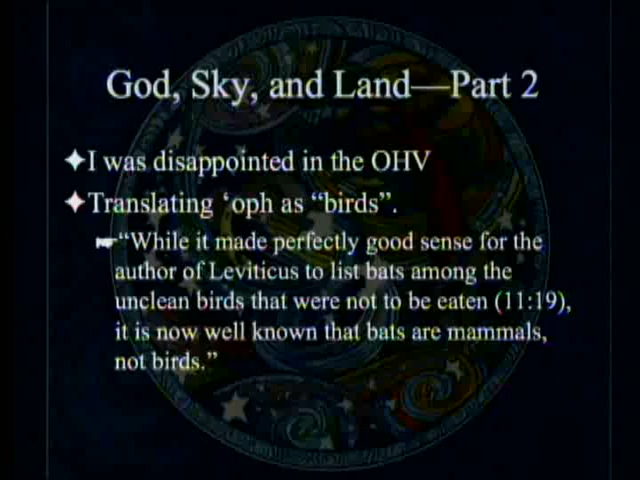 God, Sky, and Land—Part 2
I was disappointed in the OHV
Translating ‘oph as “birds”.
“While it made perfectly good sense for the
author of Leviticus to list bats among the
unclean birds that were not to be eaten (11:19),
it is now well known that bats are mammals,
not birds.”